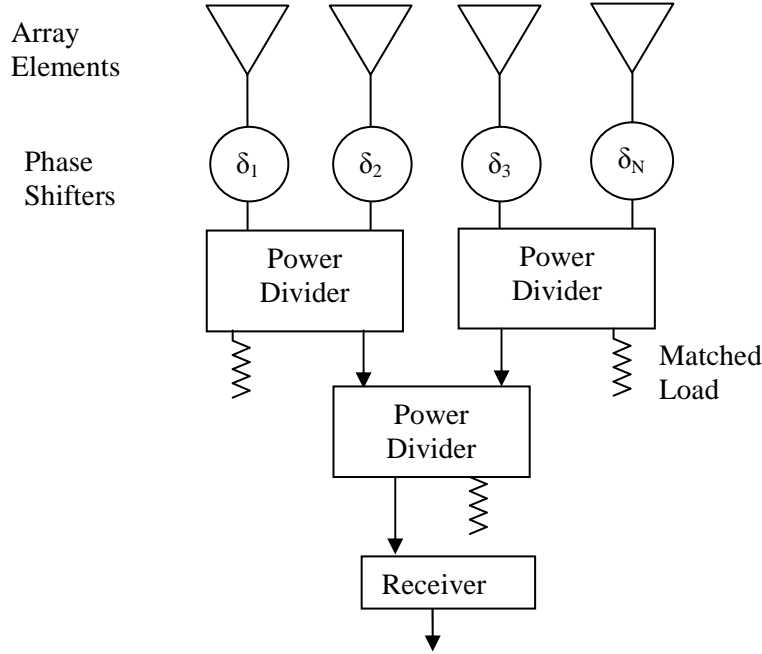 Array
Elements
Phase
Shifters
δ1
δ2
δ3
δN
Power
Divider
Power
Divider
Matched
Load
Power
Divider
Receiver